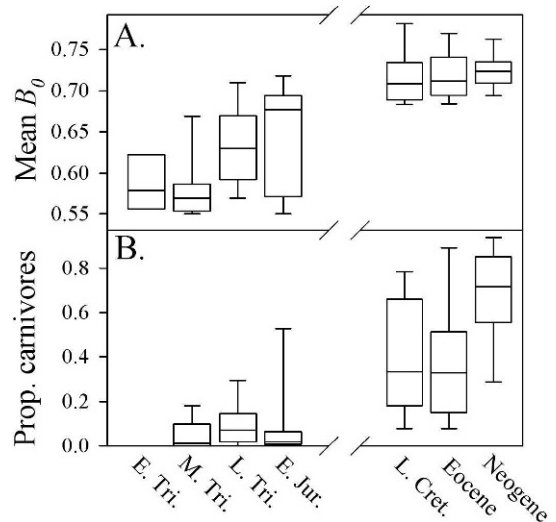 A.
Mean B0
0.75
0.70
0.65
0.60
0.55
B.
Prop. carnivores
0.8
0.6
0.4
0.2
0.0
E. Tri.
M. Tri.
L. Tri.
E. Jur.
L. Cret.
Eocene
Neogene